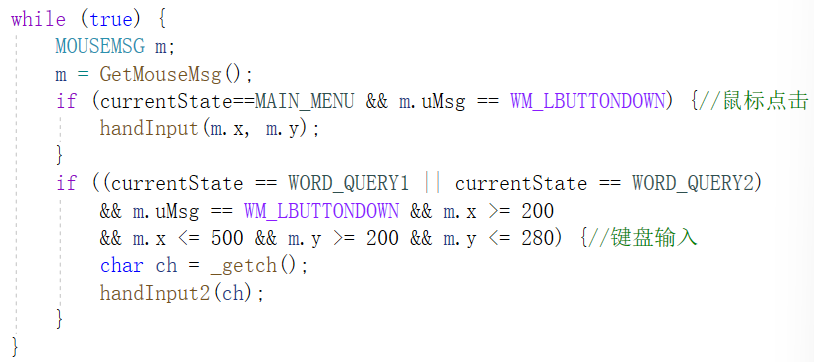 while (true) {
    MOUSEMSG m;
    m = GetMouseMsg();
    if (currentState==MAIN_MENU && m.uMsg == WM_LBUTTONDOWN) {//鼠标点击
        handInput(m.x, m.y);
    }
    if ((currentState == WORD_QUERY1 || currentState == WORD_QUERY2)
        && m.uMsg == WM_LBUTTONDOWN && m.x >= 200
        && m.x <= 500 && m.y >= 200 && m.y <= 280) {//键盘输入
        char ch = _getch();
        handInput2(ch);
    }
}